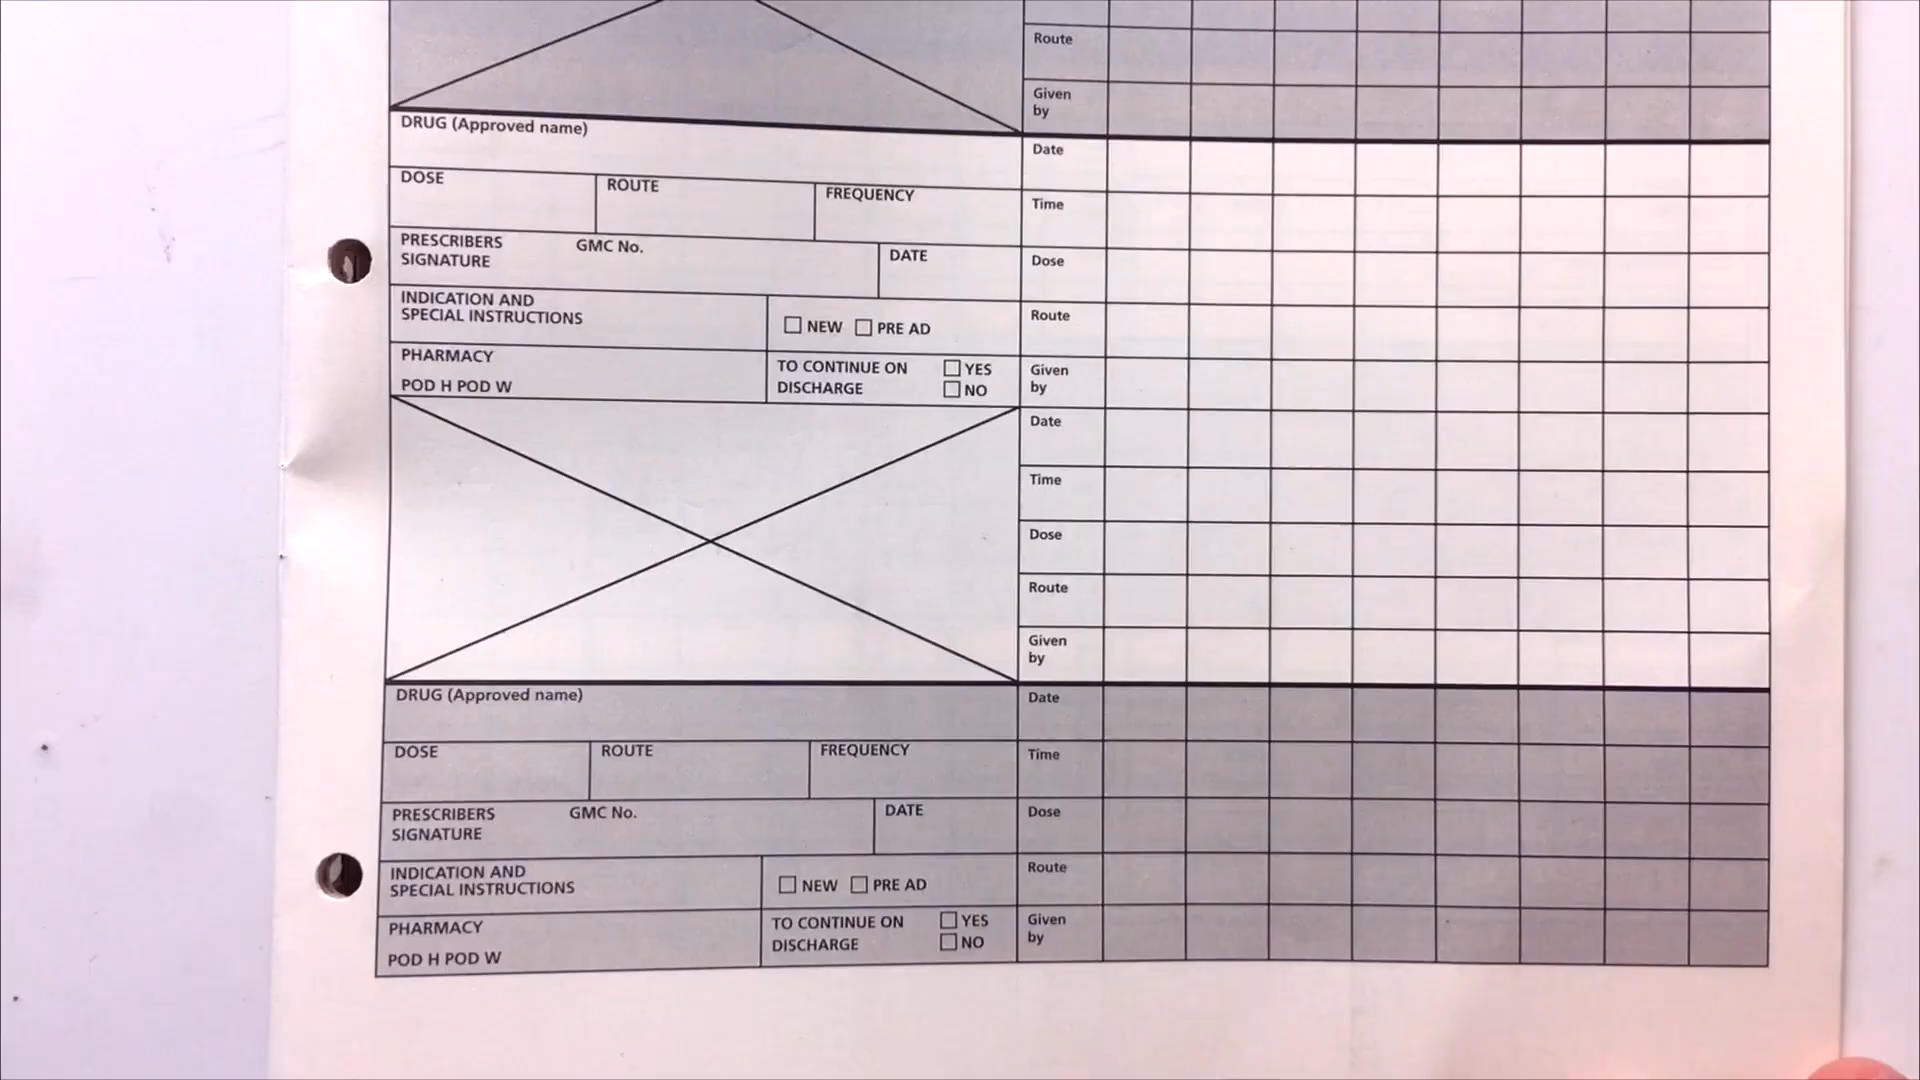 Route
Given
by
DRUG (Approved name)
Date
DOSE
ROUTE
FREQUENCY
Time
PRESCRIBERS
SIGNATURE
GMC No.
DATE
Dose
INDICATION AND
SPECIAL INSTRUCTIONS
NEW
PRE AD
Route
PHARMACY
POD H POD W
TO CONTINUE ON
DISCHARGE
YES
NO
Given
by
Date
Time
Dose
Route
Given
by
DRUG (Approved name)
Date
DOSE
ROUTE
FREQUENCY
Time
PRESCRIBERS
SIGNATURE
GMC No.
DATE
Dose
INDICATION AND
SPECIAL INSTRUCTIONS
NEW
PRE AD
Route
PHARMACY
POD H POD W
TO CONTINUE ON
DISCHARGE
YES
NO
Given
by